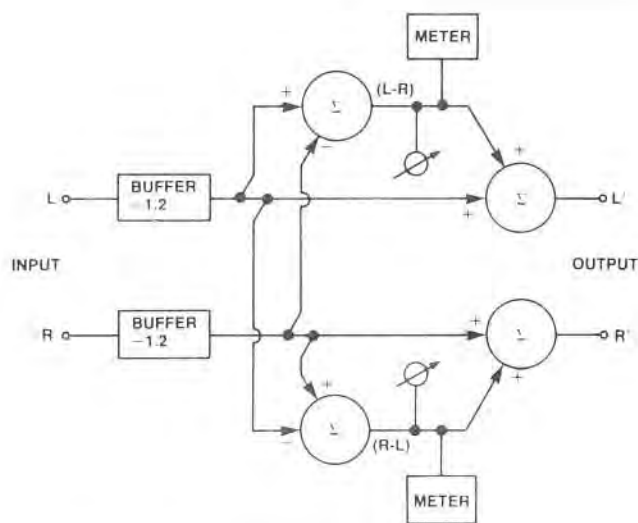 METER
(L-R)
+
Σ
−
+
Σ
+
L
BUFFER
−1.2
L'
INPUT
OUTPUT
R
BUFFER
−1.2
+
Σ
+
R'
+
Σ
−
(R-L)
METER